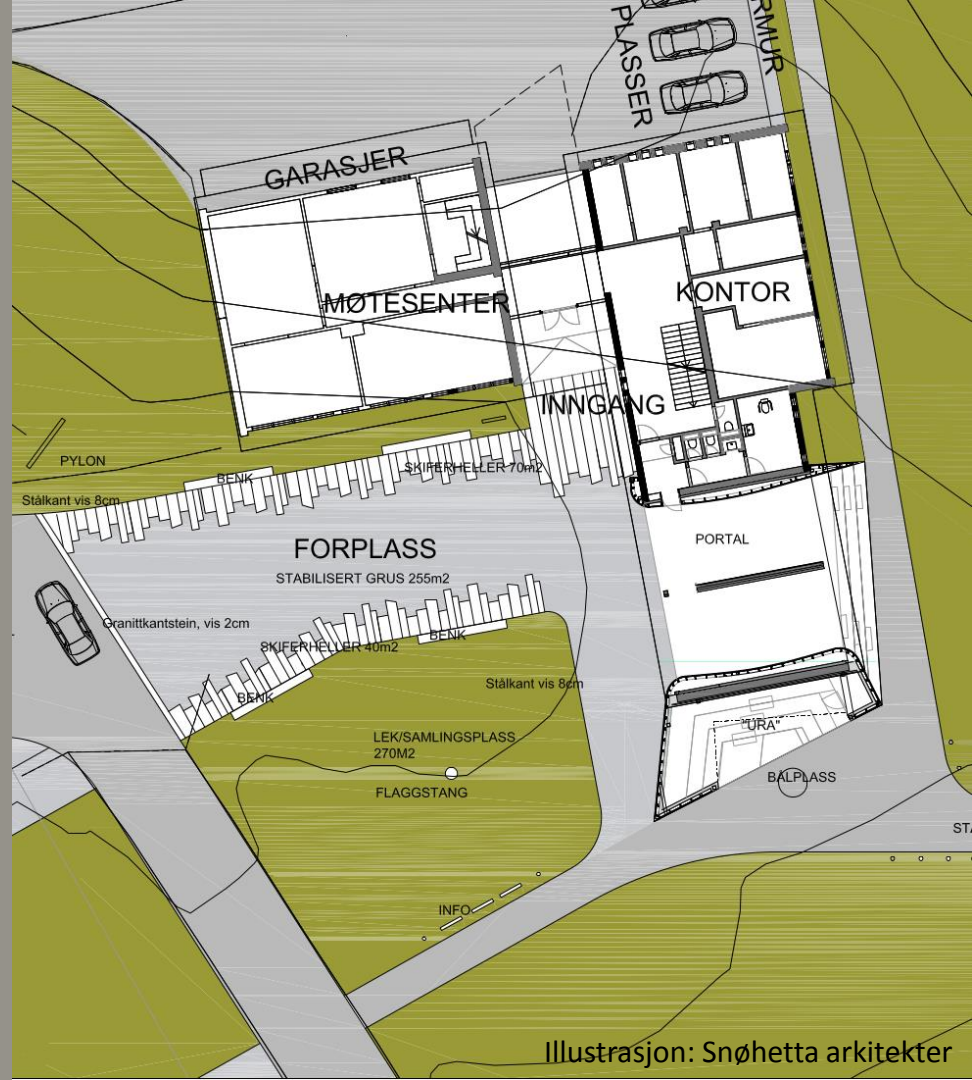 PLASSER
RMUR
GARASJER
MØTESENTER
KONTOR
INNGANG
PYLON
BENK
SKIFERHELLER 70m2
Stålkant vis 8cm
PORTAL
FORPLASS
STABILISERT GRUS 255m2
Granittkantstein, vis 2cm
SKIFERHELLER 40m2
BENK
BENK
Stålkant vis 8cm
"URA"
LEK/SAMLINGSPLASS
270M2
BÅLPLASS
FLAGGSTANG
STA
INFO
Illustrasjon: Snøhetta arkitekter